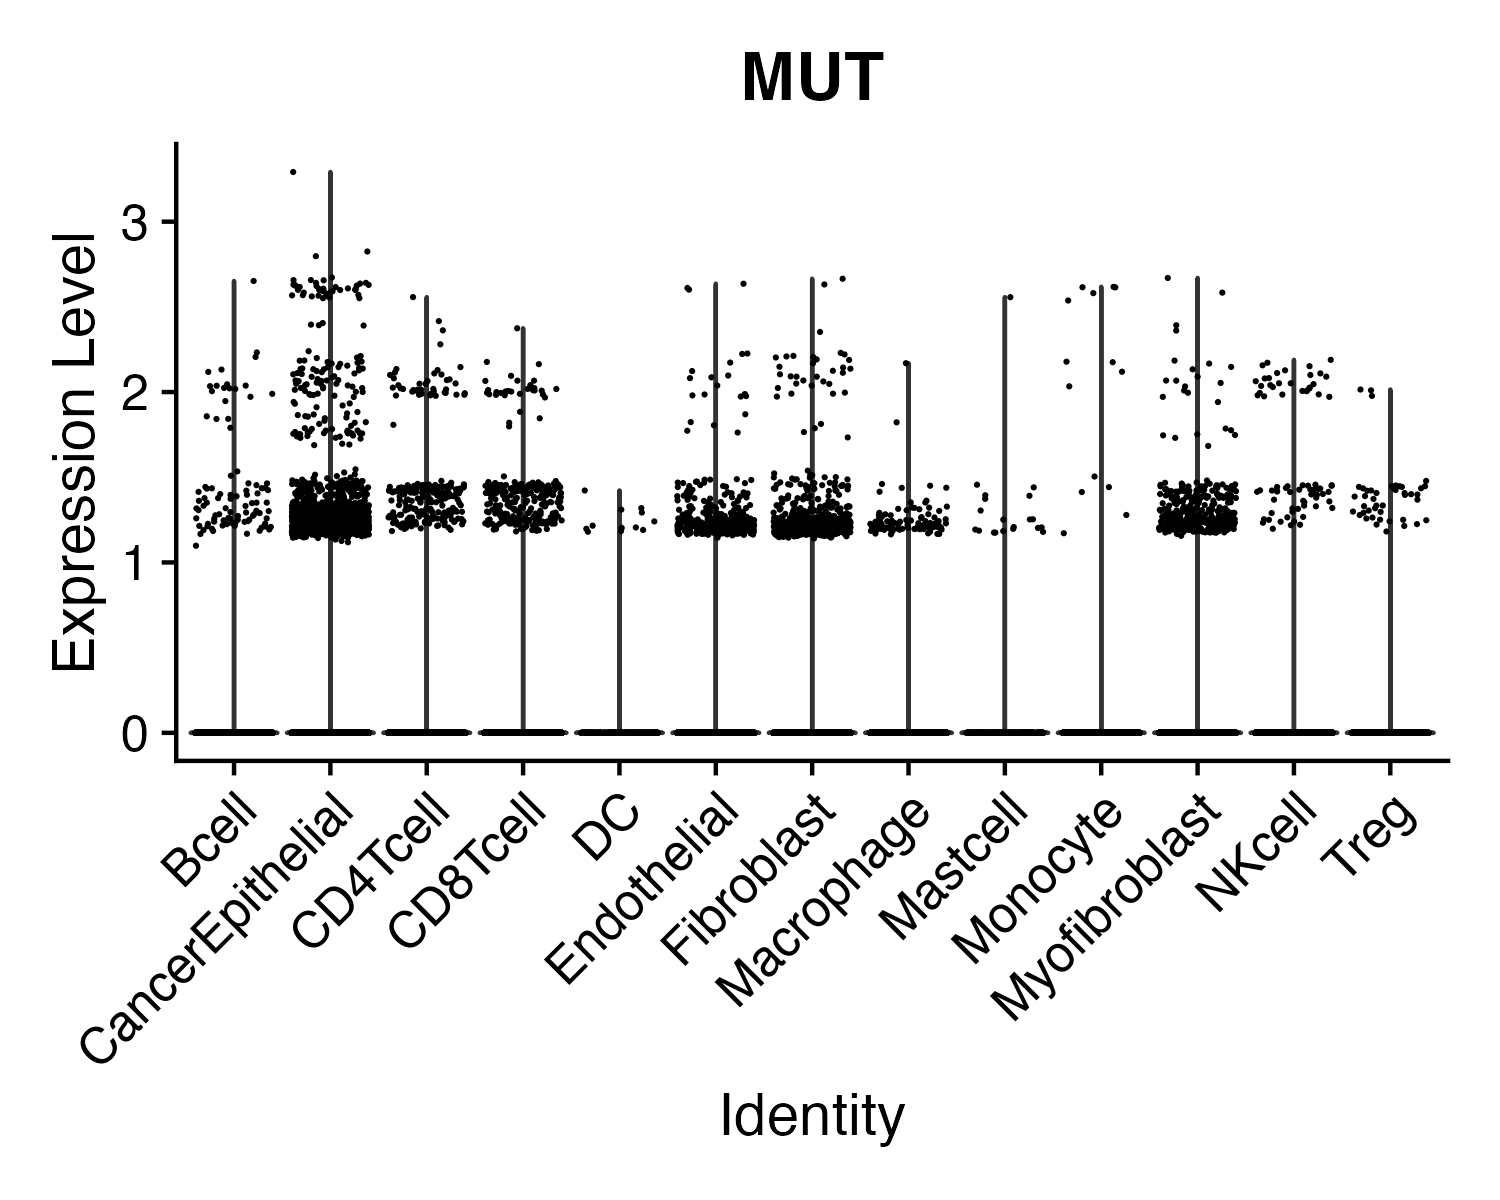 MUT
Expression Level
3
2
1
0
Bcell
CancerEpithelial
CD4Tcell
CD8Tcell
DC
Endothelial
Fibroblast
Macrophage
Mastcell
Monocyte
Myofibroblast
NKcell
Treg
Identity